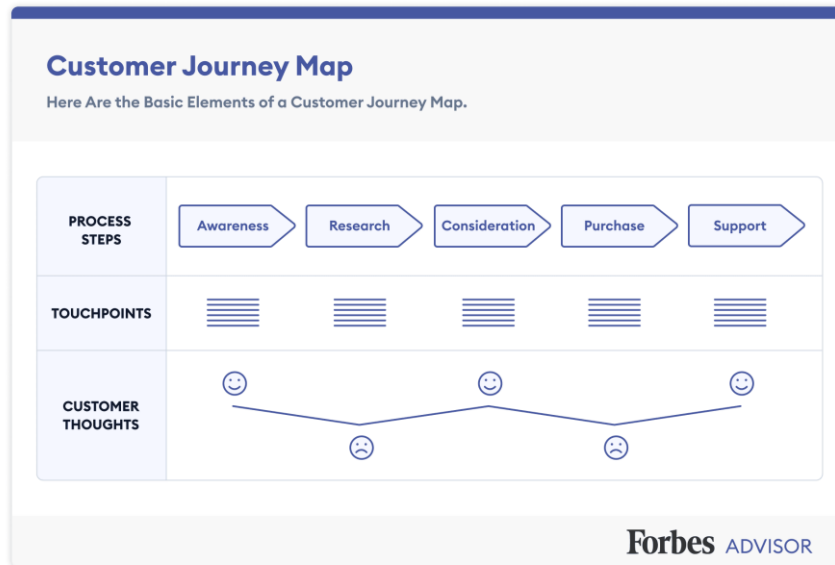 Customer Journey Map
Here Are the Basic Elements of a Customer Journey Map.
PROCESS
STEPS
Awareness
Research
Consideration
Purchase
Support
TOUCHPOINTS
CUSTOMER
THOUGHTS
Forbes ADVISOR